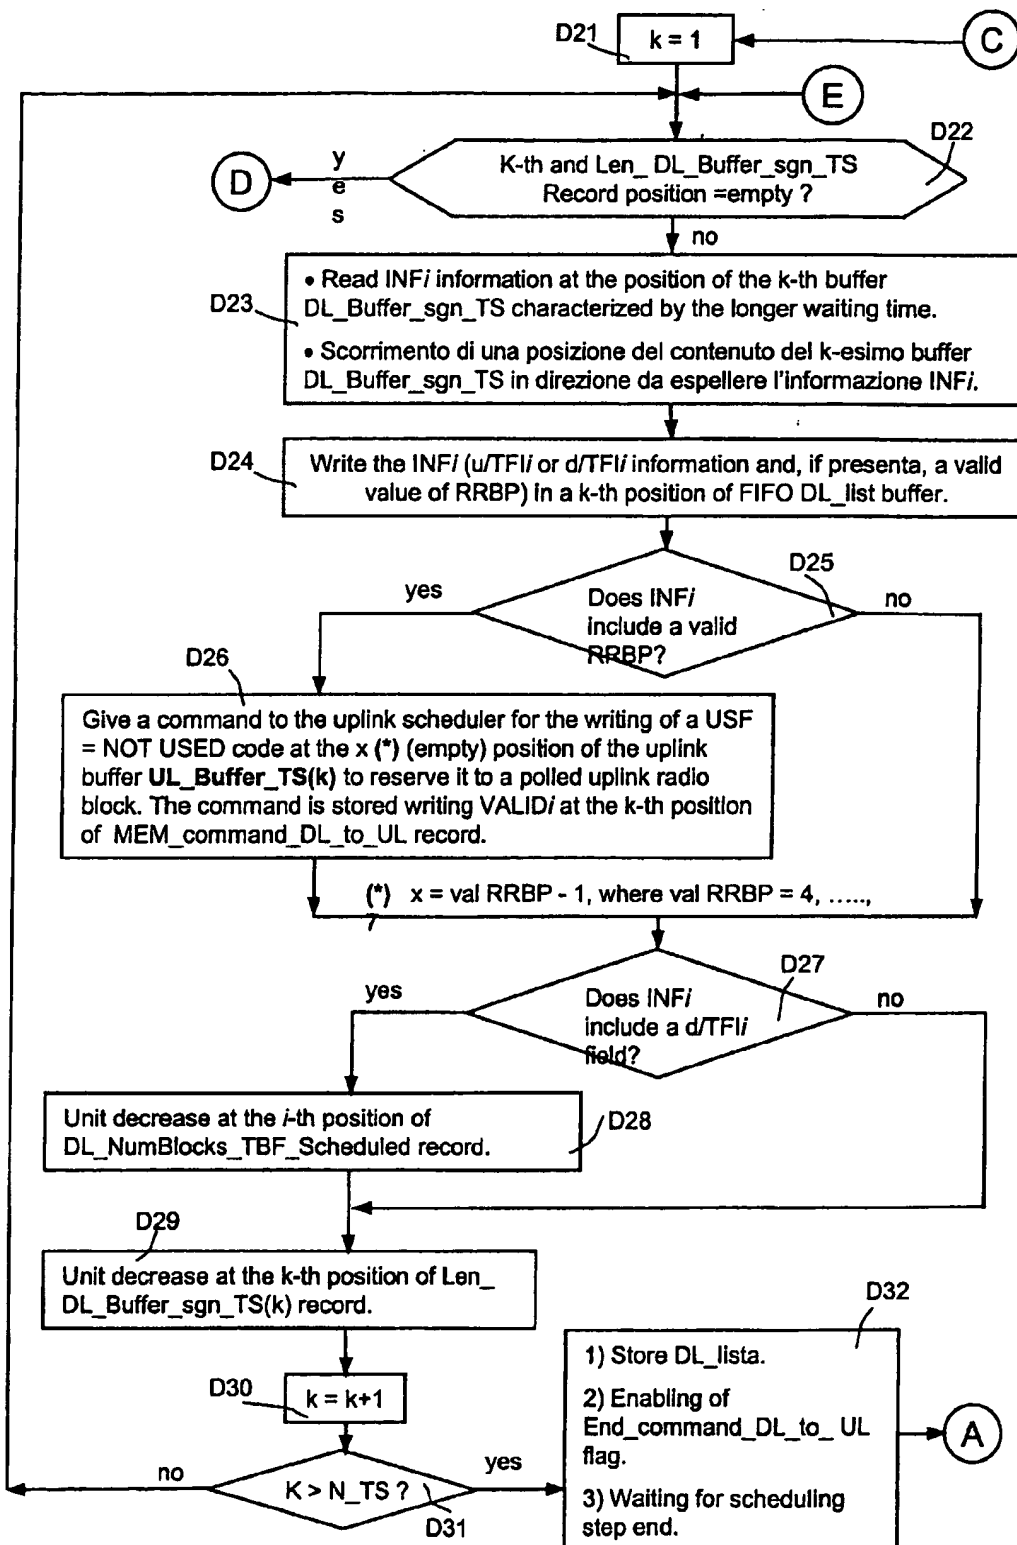 D21
k = 1
C
E
D22
D
y
e
s
K-th and Len_ DL_Buffer_sgn_TS
Record position =empty ?
no
D23
• Read INFi information at the position of the k-th buffer
DL_Buffer_sgn_TS characterized by the longer waiting time.
• Scorrimento di una posizione del contenuto del k-esimo buffer
DL_Buffer_sgn_TS in direzione da espellere l'informazione INFi.
D24
Write the INFi (u/TFIi or d/TFIi information and, if presenta, a valid
value of RRBP) in a k-th position of FIFO DL_list buffer.
D25
yes
Does INFi
include a valid
RRBP?
no
D26
Give a command to the uplink scheduler for the writing of a USF
= NOT USED code at the x (*) (empty) position of the uplink
buffer UL_Buffer_TS(k) to reserve it to a polled uplink radio
block. The command is stored writing VALIDi at the k-th position
of MEM_command_DL_to_UL record.
(*) x = val RRBP - 1, where val RRBP = 4, .....,
7
D27
yes
Does INFi
include a d/TFIi
field?
no
Unit decrease at the i-th position of
DL_NumBlocks_TBF_Scheduled record.
D28
D29
Unit decrease at the k-th position of Len_
DL_Buffer_sgn_TS(k) record.
D30
k = k+1
no
K > N_TS ?
yes
D31
D32
1) Store DL_lista.
2) Enabling of
End_command_DL_to_ UL
flag.
3) Waiting for scheduling
step end.
A